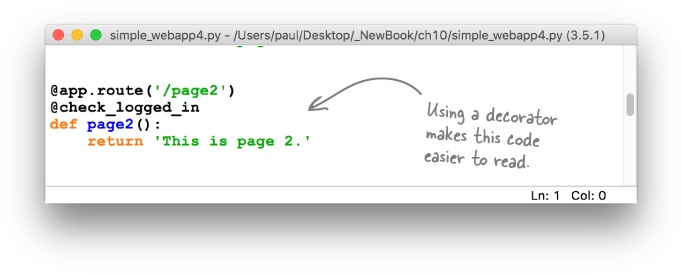 simple_webapp4.py - /Users/paul/Desktop/_NewBook/ch10/simple_webapp4.py (3.5.1)
@app.route('/page2')
@check_logged_in
def page2():
    return 'This is page 2.'
Using a decorator
makes this code
easier to read.
Ln: 1 Col: 0